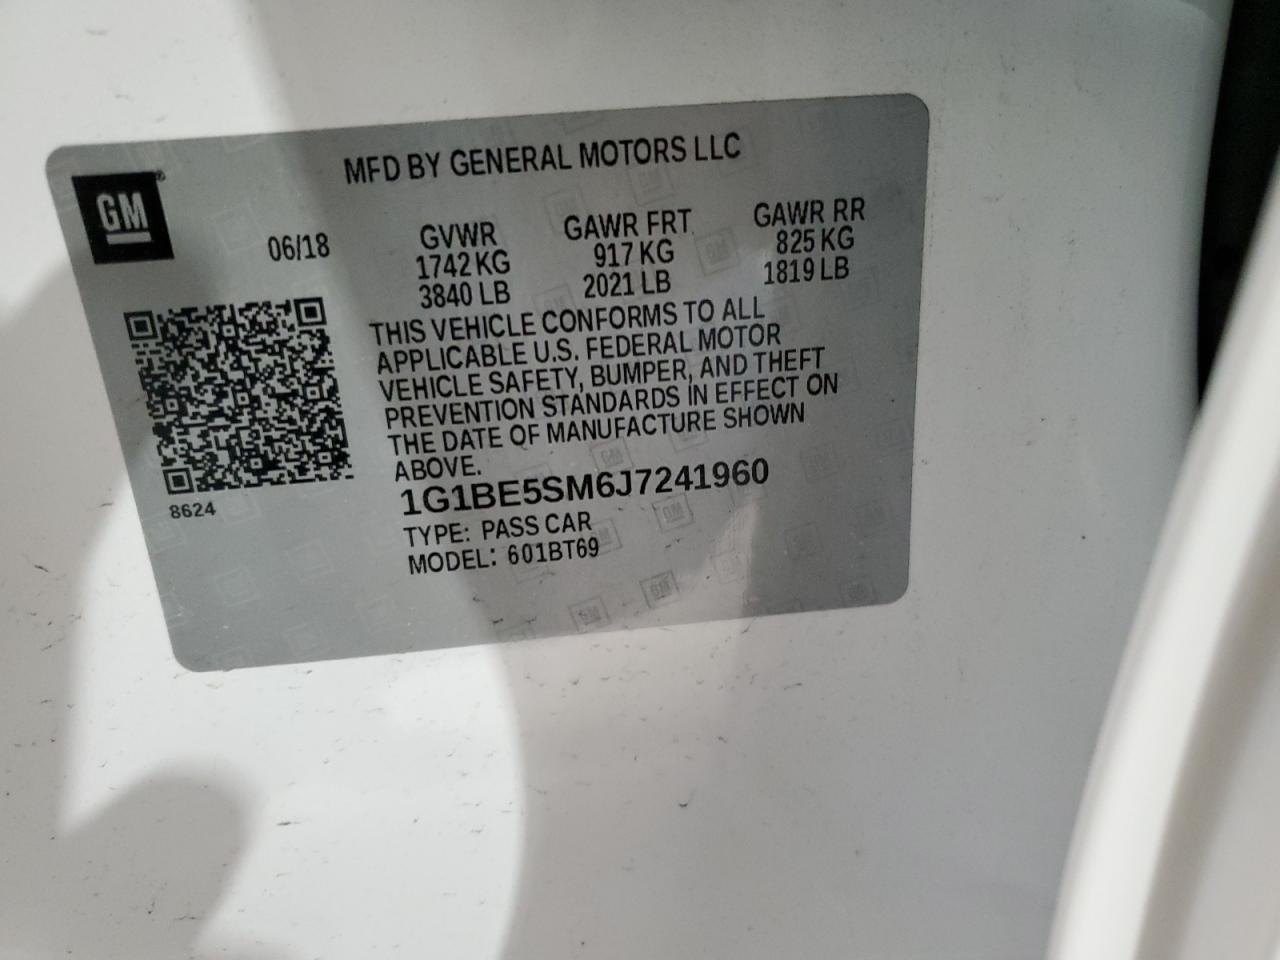 MFD BY GENERAL MOTORS LLC
GM®
06/18
GVWR GAWR FRT GAWR RR
1742 KG 917 KG 825 KG
3840 LB 2021 LB 1819 LB
THIS VEHICLE CONFORMS TO ALL
APPLICABLE U.S. FEDERAL MOTOR
VEHICLE SAFETY, BUMPER, AND THEFT
PREVENTION STANDARDS IN EFFECT ON
THE DATE OF MANUFACTURE SHOWN
ABOVE.
8624
1G1BE5SM6J7241960
TYPE: PASS CAR
MODEL: 601BT69